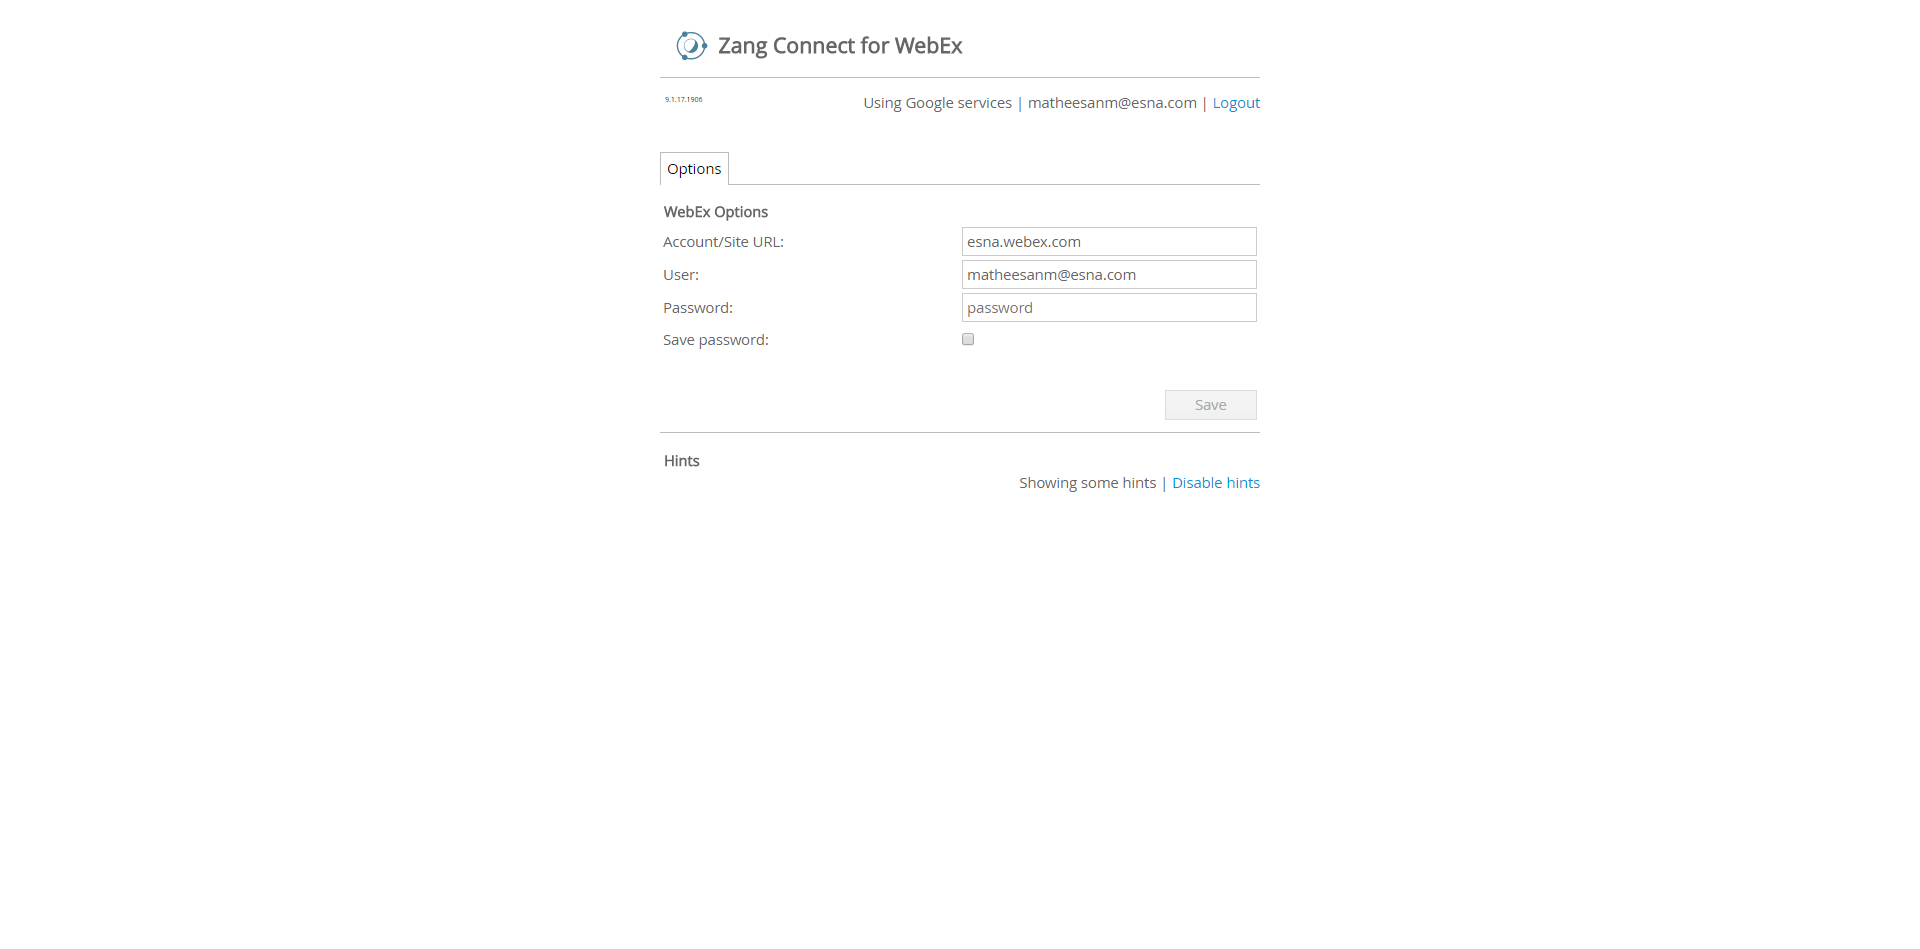 Zang Connect for WebEx
9.1.17.1906
Using Google services | matheesanm@esna.com | Logout
Options
WebEx Options
Account/Site URL: esna.webex.com
User: matheesanm@esna.com
Password: password
Save password:
Save
Hints
Showing some hints | Disable hints